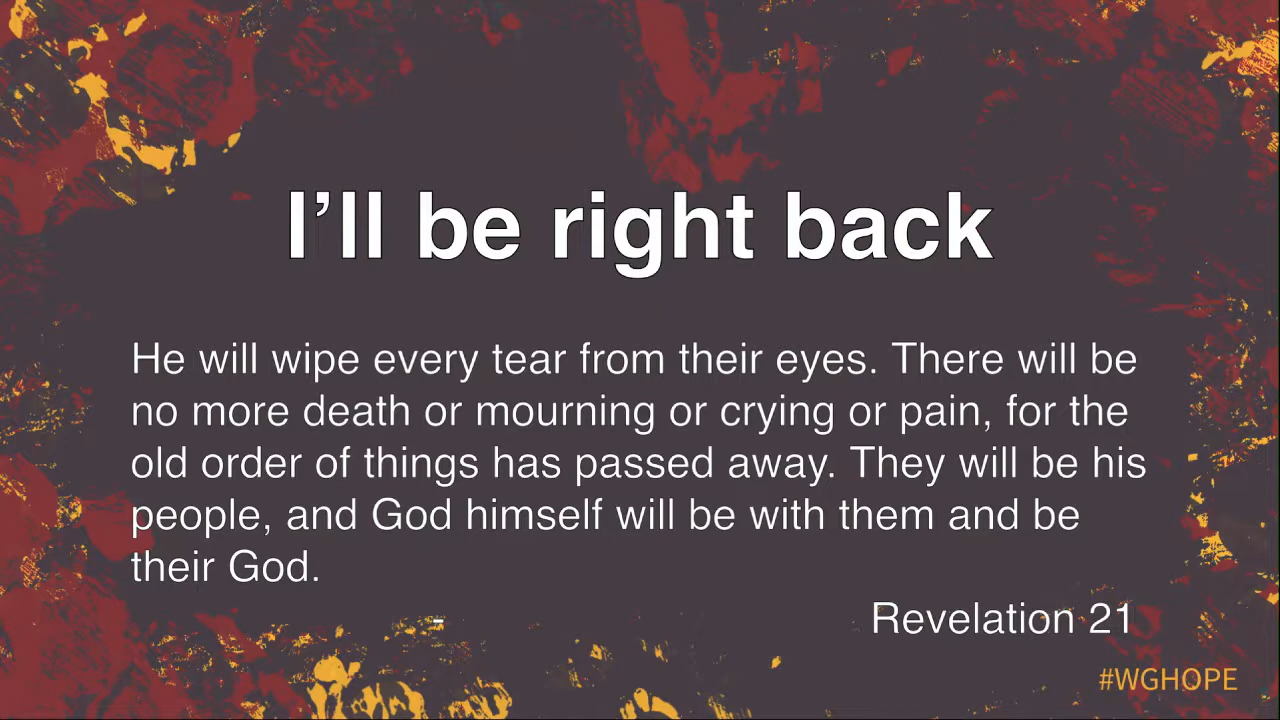 I’ll be right back
He will wipe every tear from their eyes. There will be
no more death or mourning or crying or pain, for the
old order of things has passed away. They will be his
people, and God himself will be with them and be
their God.
- Revelation 21
#WGHOPE